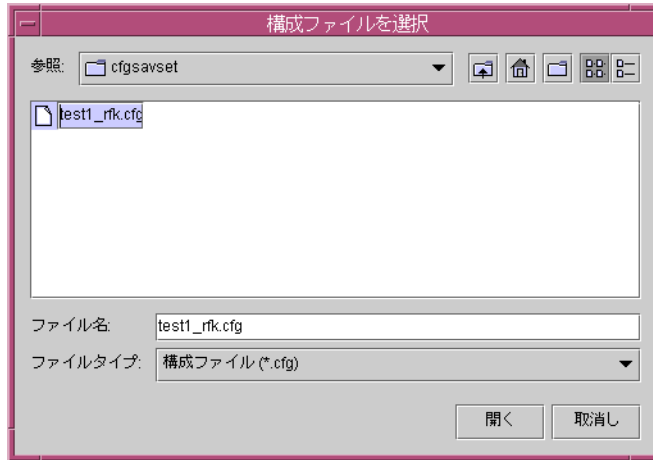 構成ファイルを選択
参照: cfgsavset
test1_rfk.cfg
ファイル名: test1_rfk.cfg
ファイルタイプ: 構成ファイル (*.cfg)
開く 取消し